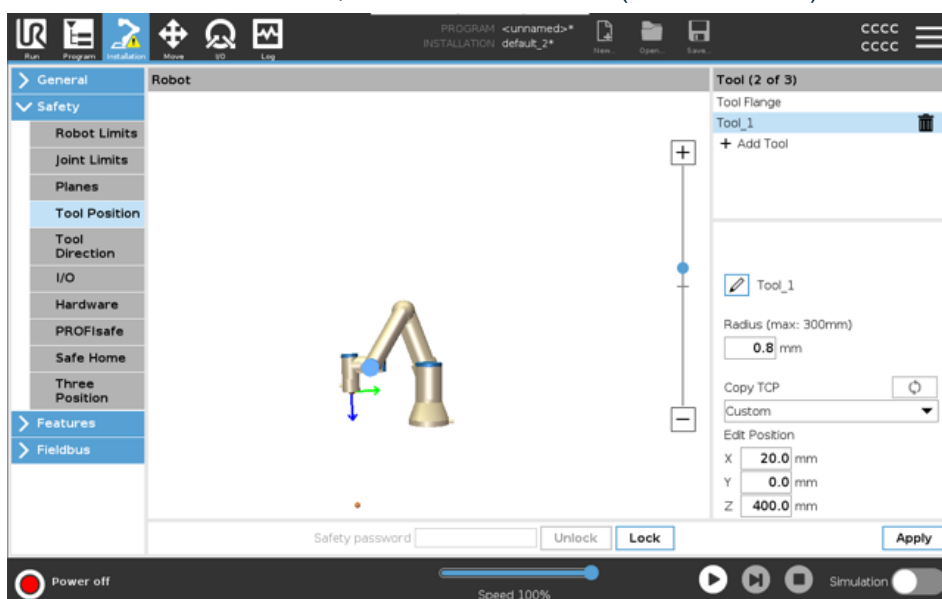 UR
PROGRAM <unnamed>*
INSTALLATION default_2*
Run Program Installation Move I/O Log New... Open... Save...
CCCC
CCCC
General
Robot
Tool (2 of 3)
Safety
Tool Flange
Tool_1
+ Add Tool
Robot Limits
Joint Limits
Planes
Tool Position
Tool
Direction
I/O
Hardware
PROFIsafe
Safe Home
Three
Position
Features
Fieldbus
Tool_1
Radius (max: 300mm)
0.8 mm
Copy TCP
Custom
Edit Position
X 20.0 mm
Y 0.0 mm
Z 400.0 mm
Safety password Unlock Lock
Apply
Power off
Speed 100%
Simulation